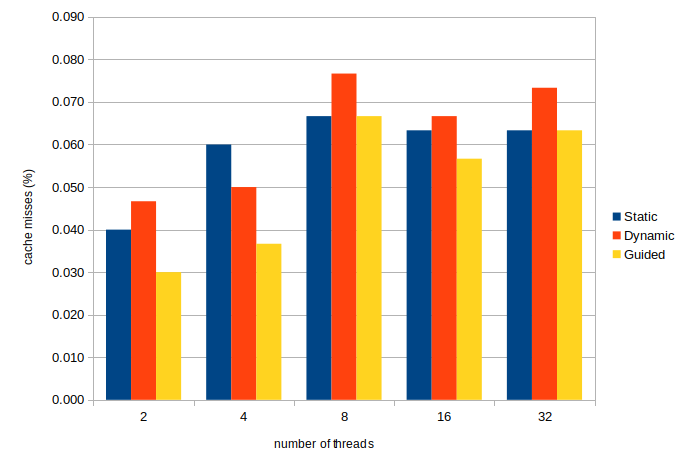 0.090
0.080
0.070
0.060
0.050
0.040
0.030
0.020
0.010
0.000
cache misses (%)
2 4 8 16 32
number of threads
Static
Dynamic
Guided